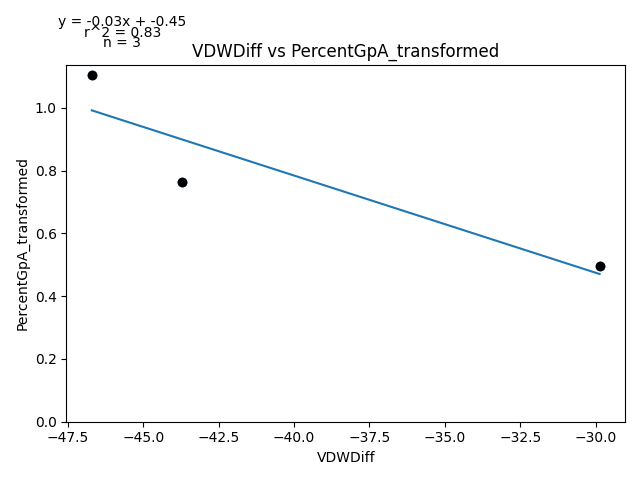 y = -0.03x + -0.45
r^2 = 0.83
n = 3
VDWDiff vs PercentGpA_transformed
1.0
0.8
0.6
0.4
0.2
0.0
PercentGpA_transformed
−47.5 −45.0 −42.5 −40.0 −37.5 −35.0 −32.5 −30.0
VDWDiff